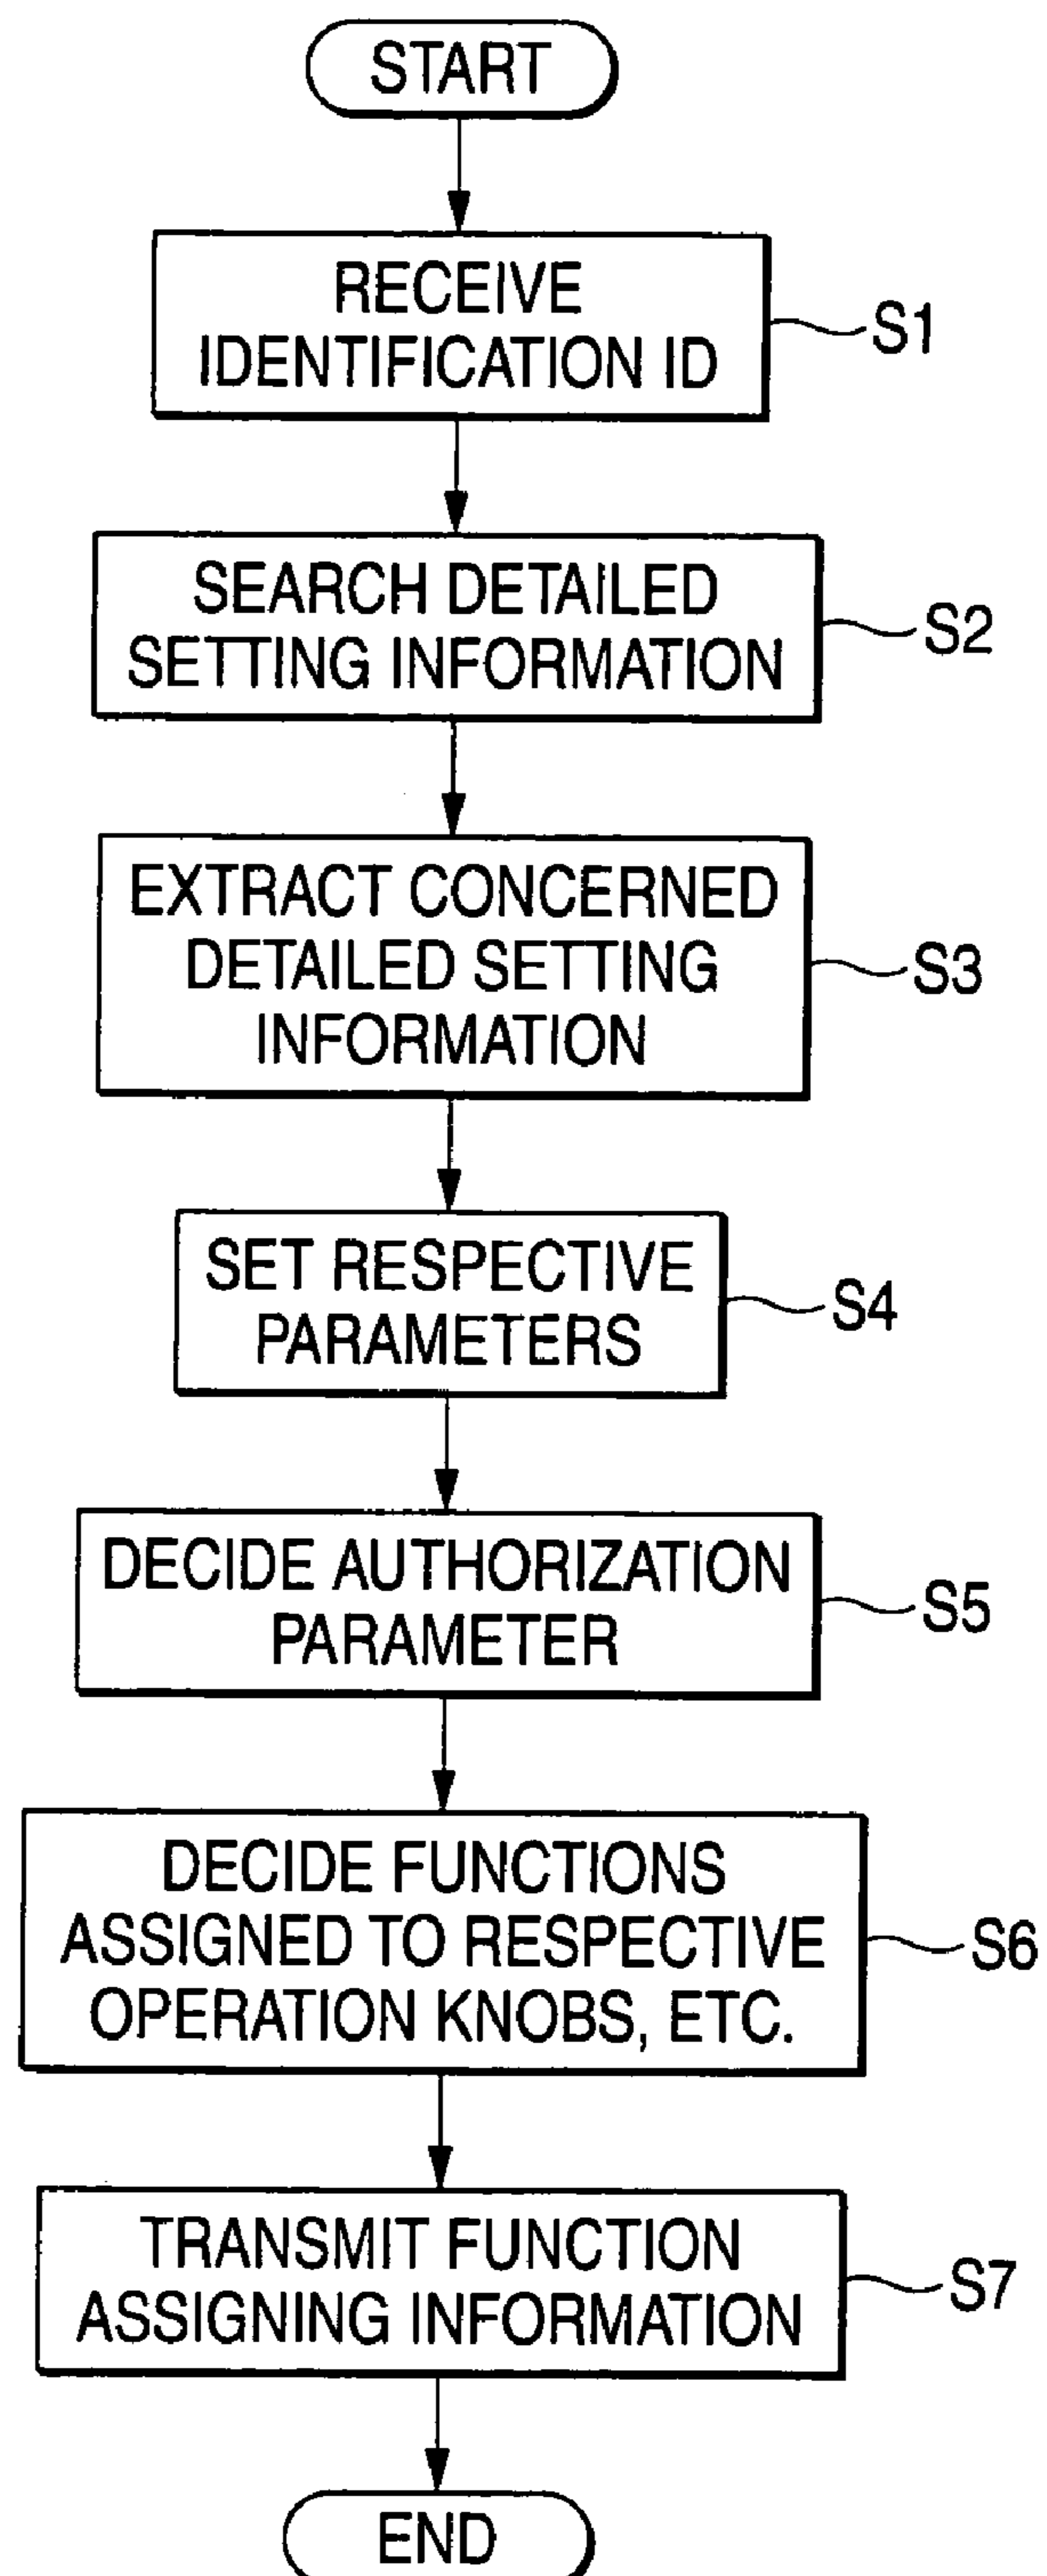 START
RECEIVE
IDENTIFICATION ID
S1
SEARCH DETAILED
SETTING INFORMATION
S2
EXTRACT CONCERNED
DETAILED SETTING
INFORMATION
S3
SET RESPECTIVE
PARAMETERS
S4
DECIDE AUTHORIZATION
PARAMETER
S5
DECIDE FUNCTIONS
ASSIGNED TO RESPECTIVE
OPERATION KNOBS, ETC.
S6
TRANSMIT FUNCTION
ASSIGNING INFORMATION
S7
END